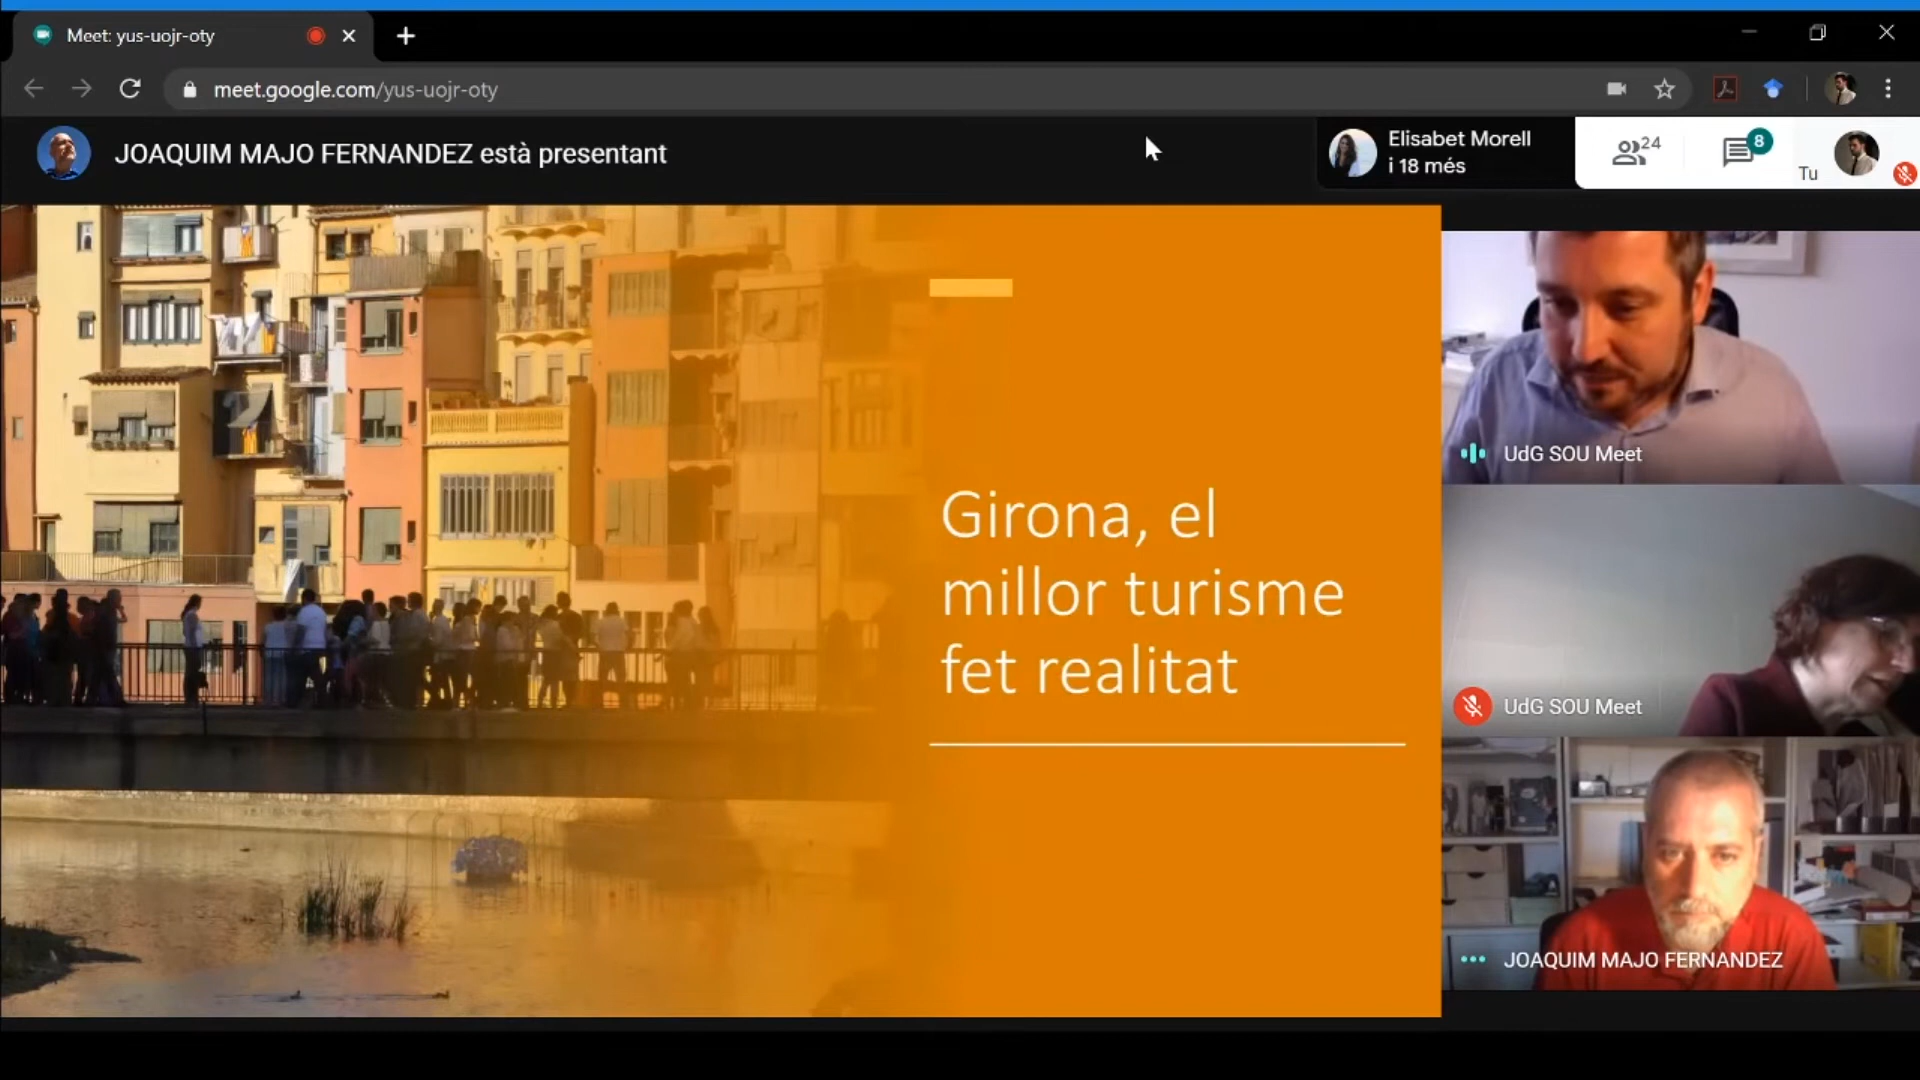 Meet: yus-uojr-oty
meet.google.com/yus-uojr-oty
JOAQUIM MAJO FERNANDEZ està presentant
Elisabet Morell
i 18 més
24
8
Tu
Girona, el
millor turisme
fet realitat
UdG SOU Meet
UdG SOU Meet
JOAQUIM MAJO FERNANDEZ